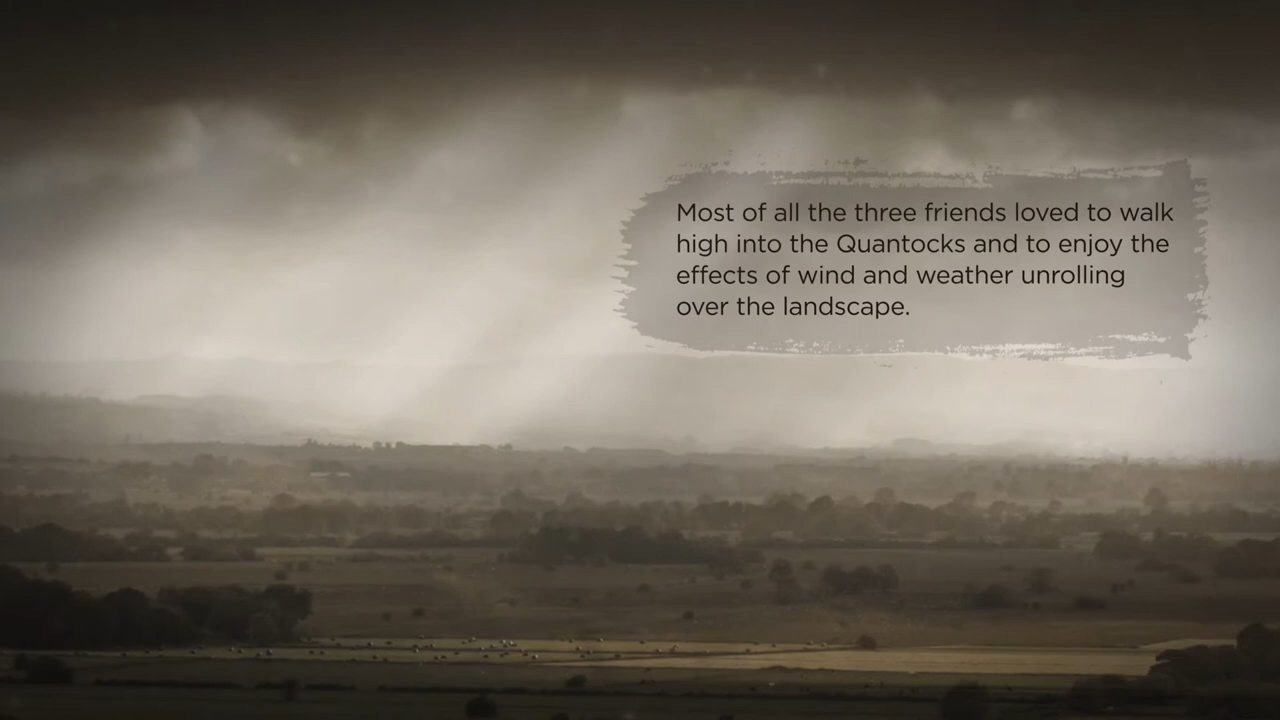 Most of all the three friends loved to walk
high into the Quantocks and to enjoy the
effects of wind and weather unrolling
over the landscape.